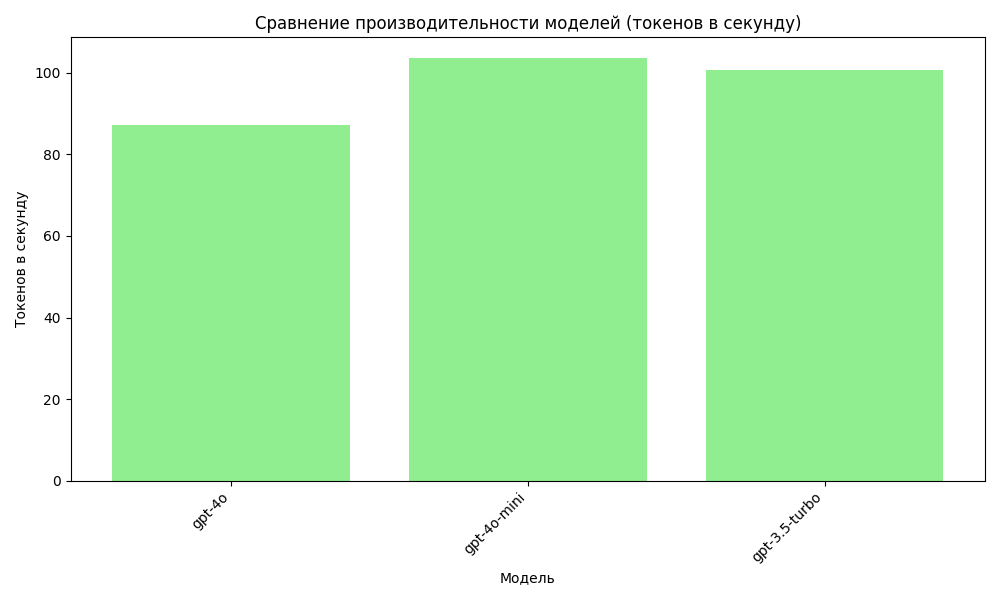 Сравнение производительности моделей (токенов в секунду)
Токенов в секунду
100
80
60
40
20
0
gpt-4o
gpt-4o-mini
gpt-3.5-turbo
Модель